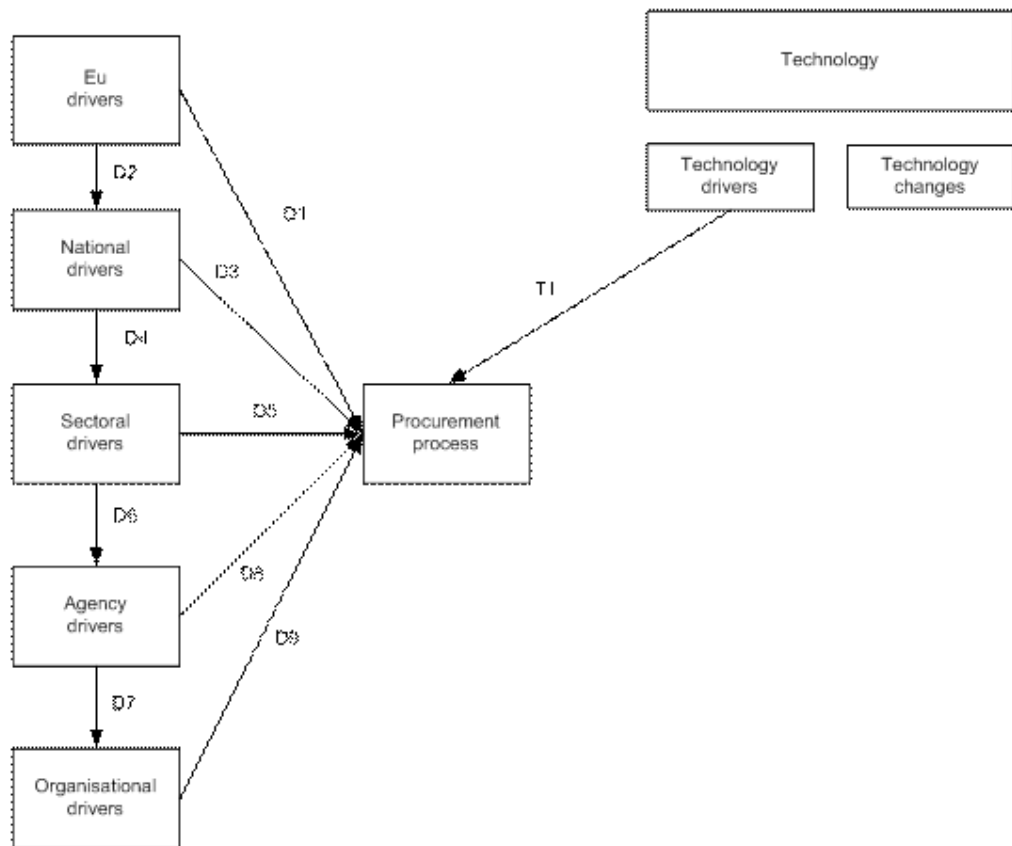 Eu
drivers
Technology
Technology
drivers
Technology
changes
D2
D1
National
drivers
D3
T1
D4
Sectoral
drivers
D5
Procurement
process
D6
Agency
drivers
D8
D9
D7
Organisational
drivers